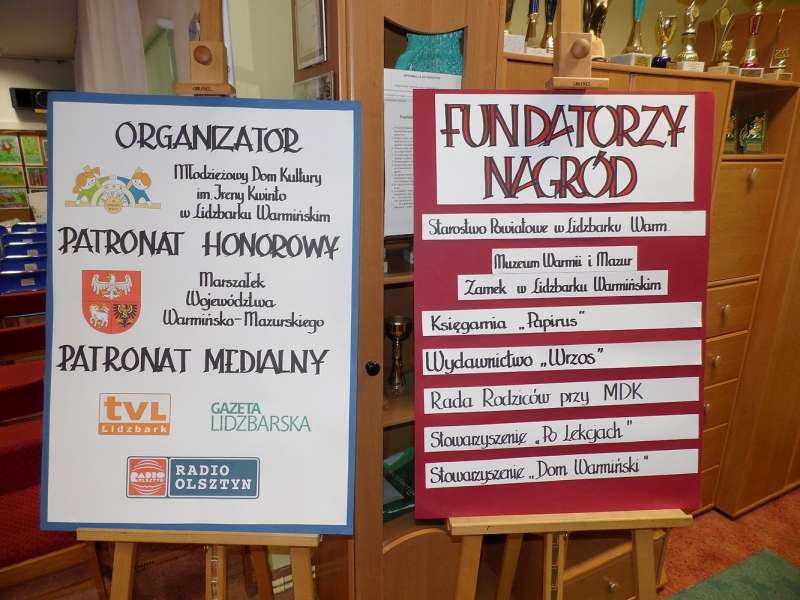 ORGANIZATOR
Młodzieżowy Dom Kultury
im. Ireny Kwinto
w Lidzbarku Warmińskim
PATRONAT HONOROWY
Marszałek
Województwa
Warmińsko-Mazurskiego
PATRONAT MEDIALNY
tvL
Lidzbark
GAZETA
LIDZBARSKA
RADIO
OLSZTYN
RADIO
OLSZTYN
FUNDATORZY
NAGRÓD
Starostwo Powiatowe w Lidzbarku Warm.
Muzeum Warmii i Mazur
Zamek w Lidzbarku Warmińskim
Księgarnia „Papirus"
Wydawnictwo „Wrzos"
Rada Rodziców przy MDK
Stowarzyszenie „Po Lekcjach"
Stowarzyszenie „Dom Warmiński"